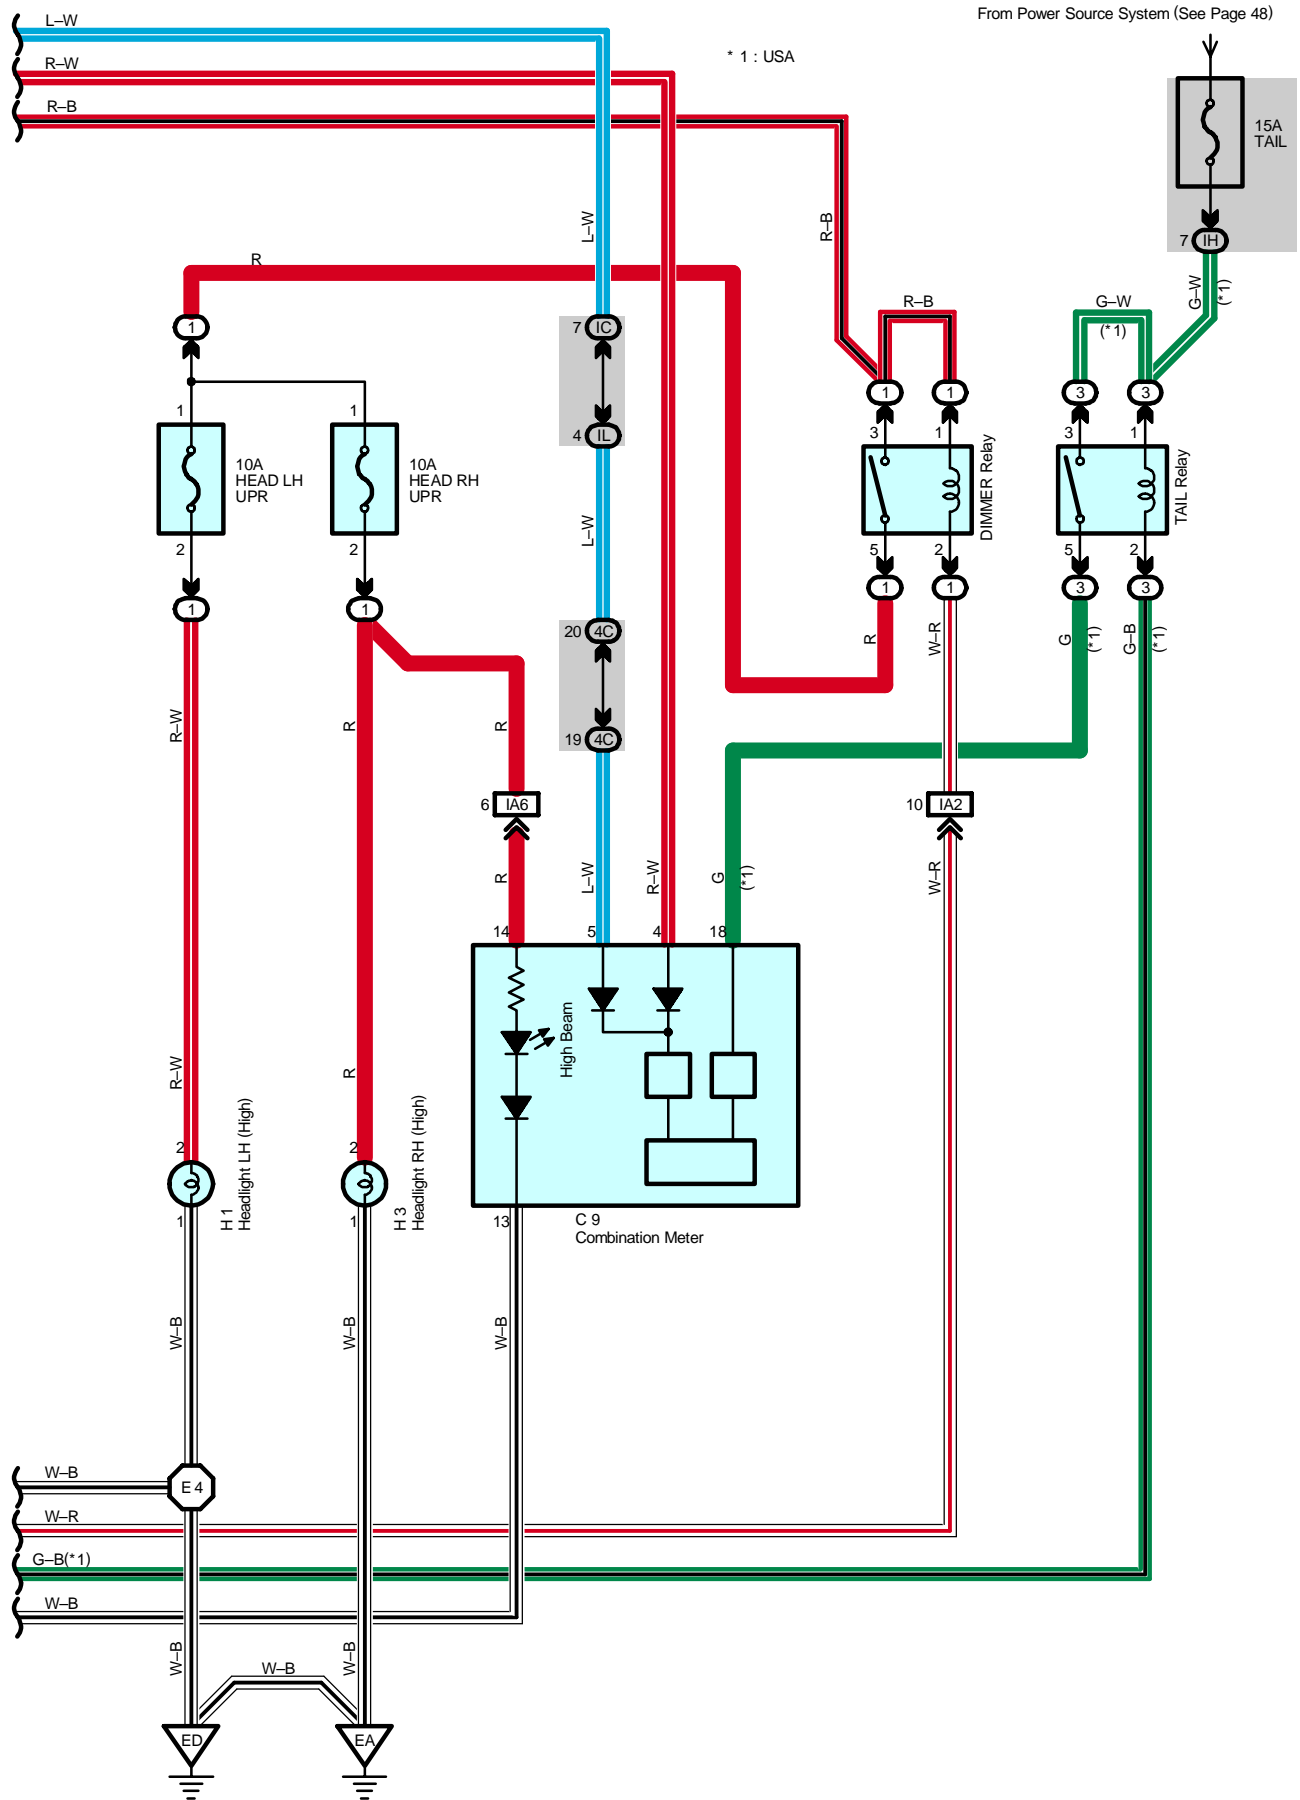 From Power Source System (See Page 48)
L–W
* 1 : USA
R–W
R–B
15A
TAIL
L–W
R–B
7 IH
R
G–W
(*1)
R–B
G–W
(*1)
1
7 IC
1
1
3
3
1
1
3
1
3
1
4 IL
10A
HEAD LH
UPR
10A
HEAD RH
UPR
DIMMER Relay
TAIL Relay
L–W
2
2
5
2
5
2
1
1
1
1
3
3
20 4C
R
W–R
G
(*1)
G–B
(*1)
R–W
R
R
19 4C
6 IA6
10 IA2
R
L–W
R–W
G
(*1)
W–R
14
5
4
18
High Beam
R–W
R
2
2
H 1
Headlight LH (High)
H 3
Headlight RH (High)
1
1
13
C 9
Combination Meter
W–B
W–B
W–B
W–B
E 4
W–R
G–B(*1)
W–B
W–B
W–B
W–B
ED
EA